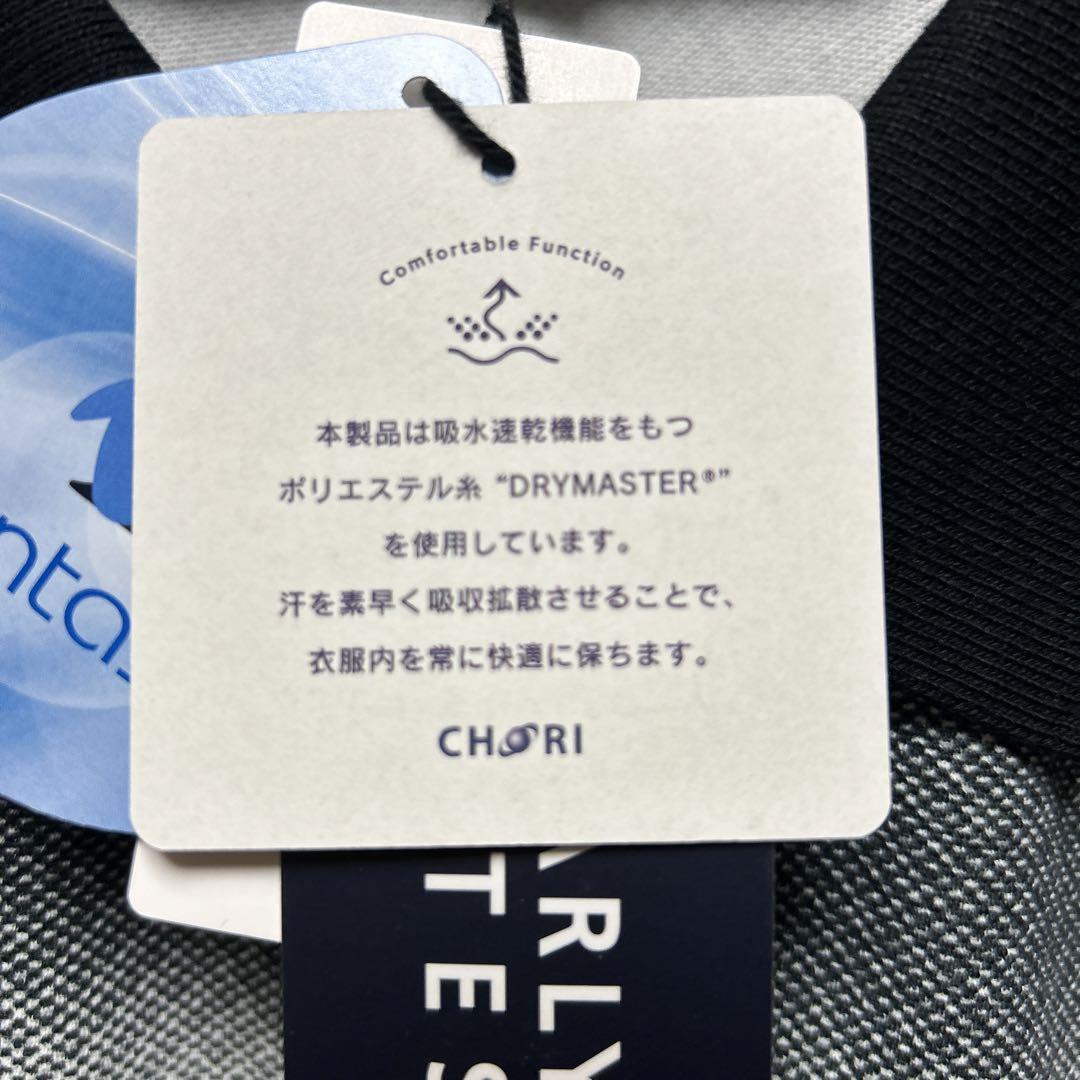 Comfortable Function
本製品は吸水速乾機能をもつ
ポリエステル糸 “DRYMASTER®”
を使用しています。
汗を素早く吸収拡散させることで、
衣服内を常に快適に保ちます。
CHORI
nta
ARLY
TES